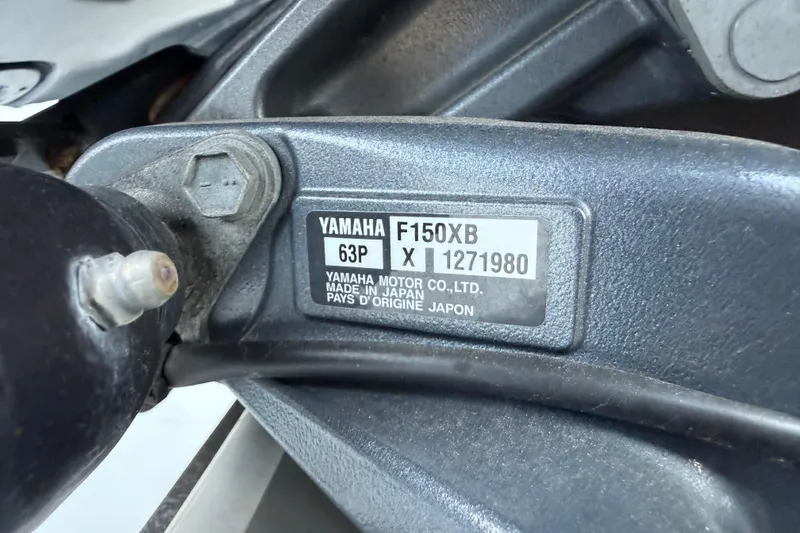 YAMAHA F150XB
63P X 1271980
YAMAHA MOTOR CO.,LTD.
MADE IN JAPAN
PAYS D'ORIGINE JAPON